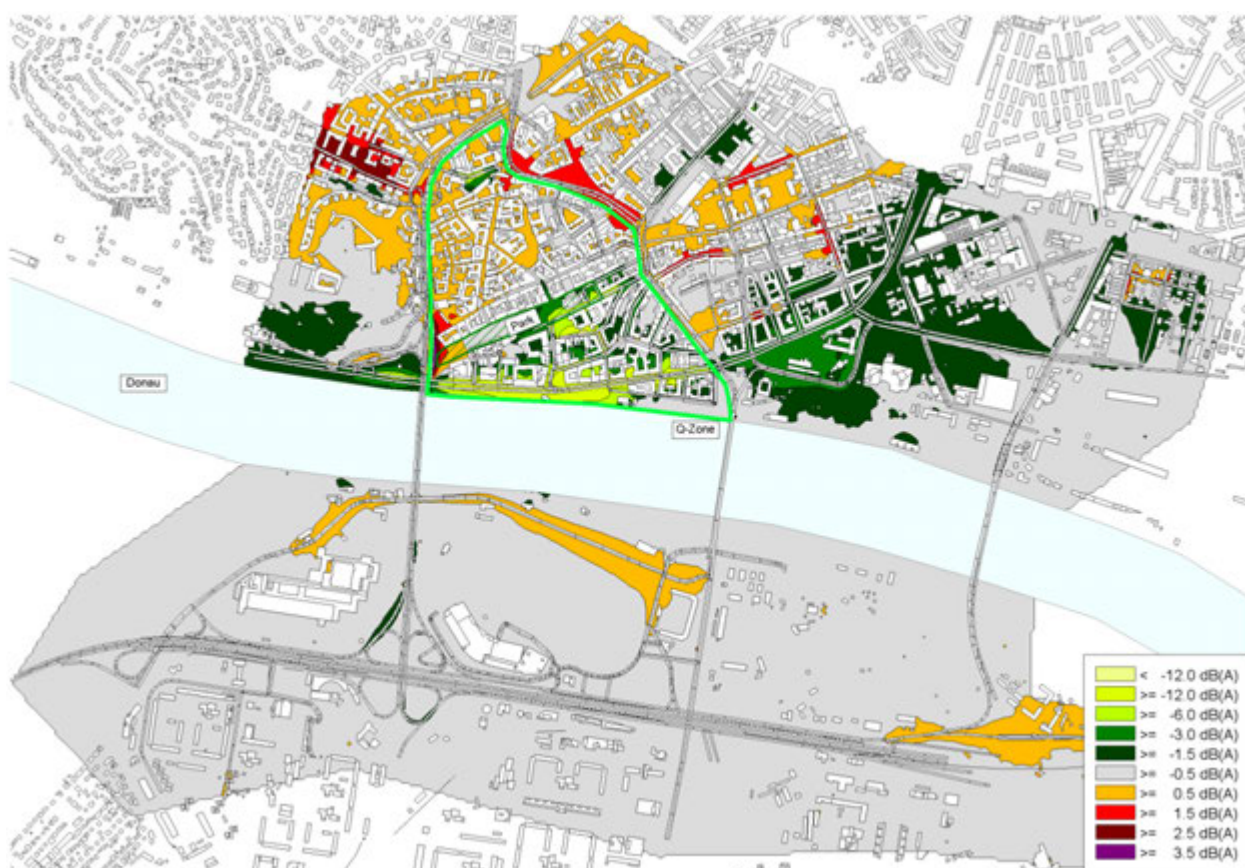 Park
Donau
Q-Zone
< -12.0 dB(A)
>= -12.0 dB(A)
>= -6.0 dB(A)
>= -3.0 dB(A)
>= -1.5 dB(A)
>= -0.5 dB(A)
>= 0.5 dB(A)
>= 1.5 dB(A)
>= 2.5 dB(A)
>= 3.5 dB(A)